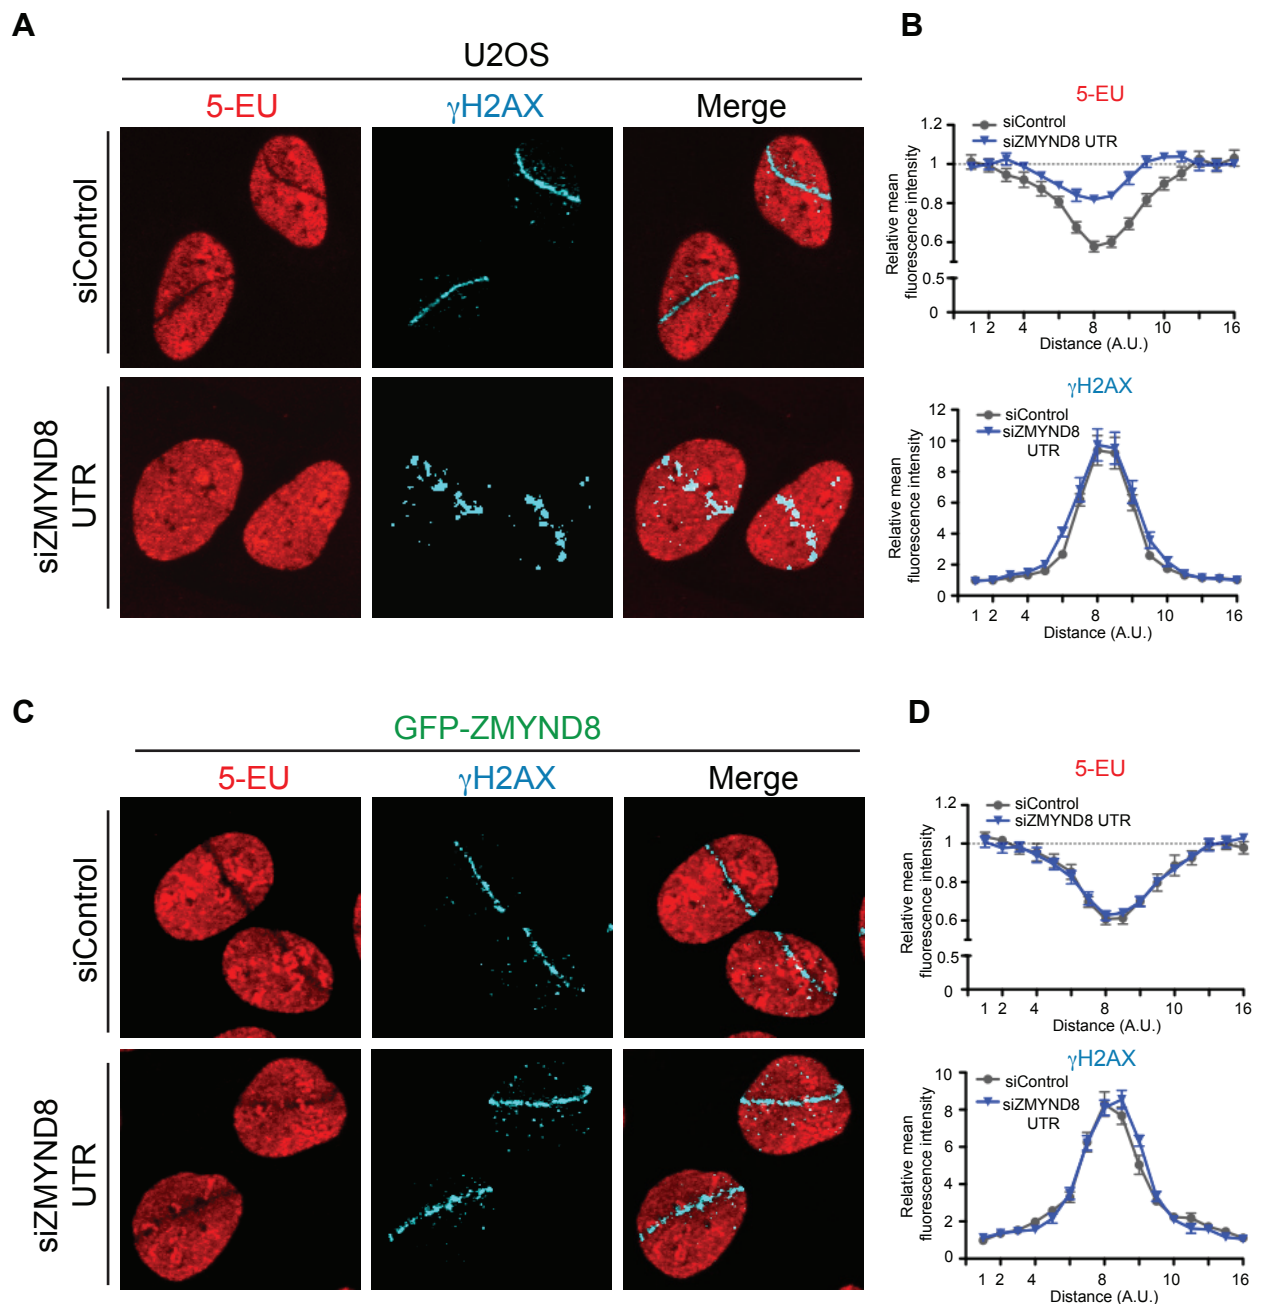 A
U2OS
5-EU
γH2AX
Merge
siControl
siZMYND8
UTR
B
5-EU
siControl
siZMYND8 UTR
Relative mean
fluorescence intensity
1.2
1
0.8
0.6
0.5
0
1 2 4 8 10 16
Distance (A.U.)
γH2AX
siControl
siZMYND8
UTR
Relative mean
fluorescence intensity
12
10
8
6
4
2
0
1 2 4 8 10 16
Distance (A.U.)
C
GFP-ZMYND8
5-EU
γH2AX
Merge
siControl
siZMYND8
UTR
D
5-EU
siControl
siZMYND8 UTR
Relative mean
fluorescence intensity
1.2
1
0.8
0.6
0.5
0
1 2 4 8 10 16
Distance (A.U.)
γH2AX
siControl
siZMYND8
UTR
Relative mean
fluorescence intensity
10
8
6
4
2
0
1 2 4 8 10 16
Distance (A.U.)